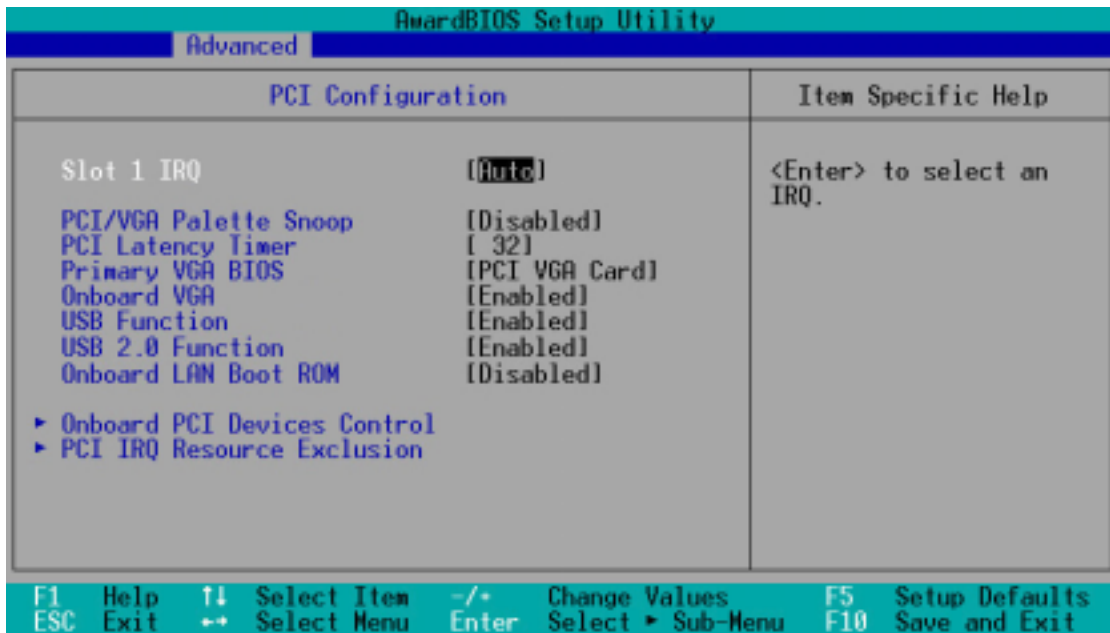 AwardBIOS Setup Utility
Advanced
PCI Configuration
Item Specific Help
Slot 1 IRQ [Auto]
<Enter> to select an
IRQ.
PCI/VGA Palette Snoop [Disabled]
PCI Latency Timer [ 32]
Primary VGA BIOS [PCI VGA Card]
Onboard VGA [Enabled]
USB Function [Enabled]
USB 2.0 Function [Enabled]
Onboard LAN Boot ROM [Disabled]
► Onboard PCI Devices Control
► PCI IRQ Resource Exclusion
F1 Help ↑↓ Select Item -/+ Change Values F5 Setup Defaults
ESC Exit ←→ Select Menu Enter Select ► Sub-Menu F10 Save and Exit